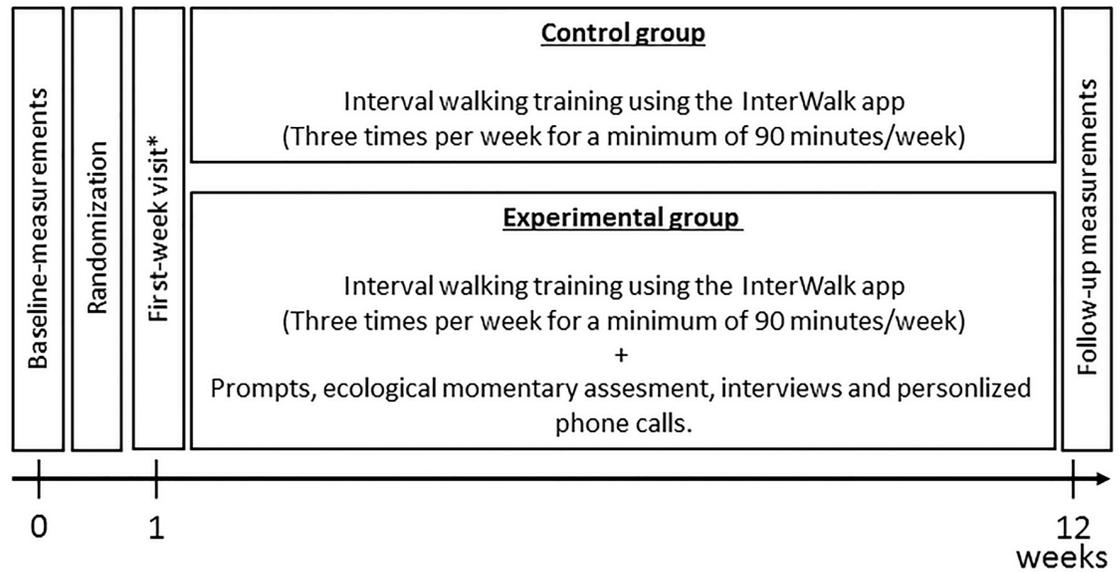 Baseline-measurements
Randomization
First-week visit*
Control group
Interval walking training using the InterWalk app
(Three times per week for a minimum of 90 minutes/week)
Experimental group
Interval walking training using the InterWalk app
(Three times per week for a minimum of 90 minutes/week)
+
Prompts, ecological momentary assesment, interviews and personlized
phone calls.
Follow-up measurements
0
1
12
weeks